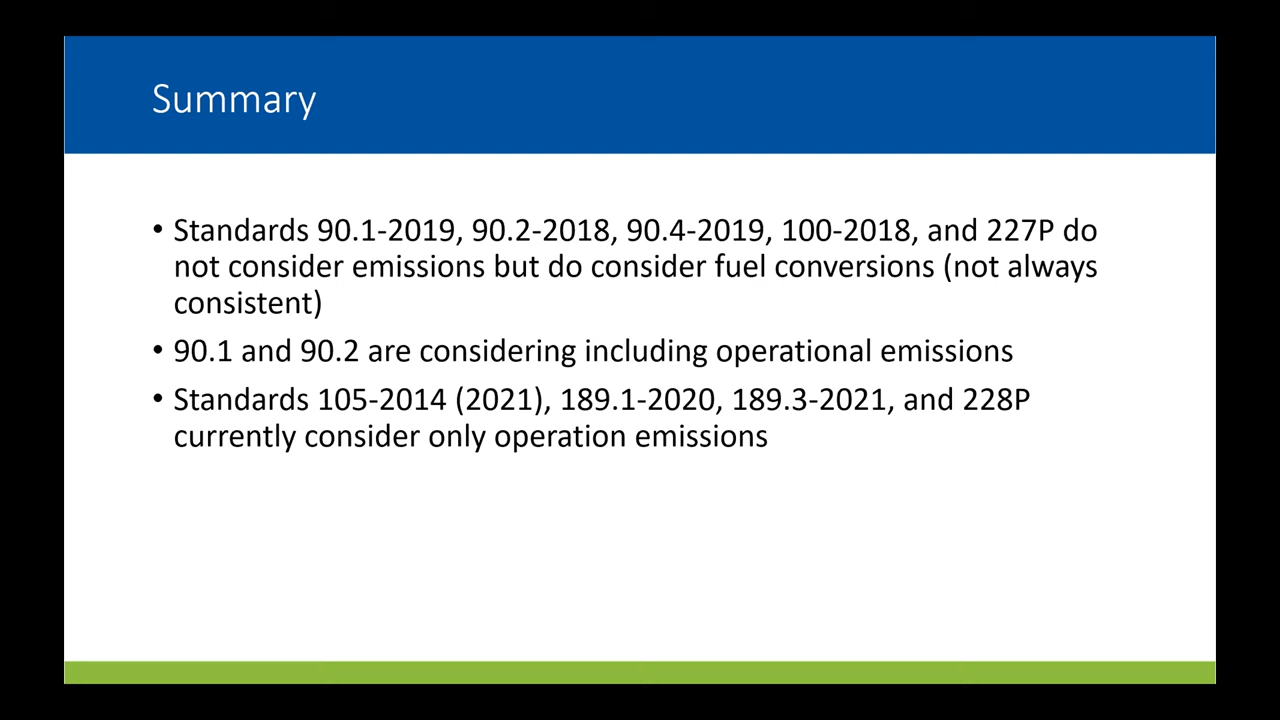 Summary
• Standards 90.1-2019, 90.2-2018, 90.4-2019, 100-2018, and 227P do
not consider emissions but do consider fuel conversions (not always
consistent)
• 90.1 and 90.2 are considering including operational emissions
• Standards 105-2014 (2021), 189.1-2020, 189.3-2021, and 228P
currently consider only operation emissions